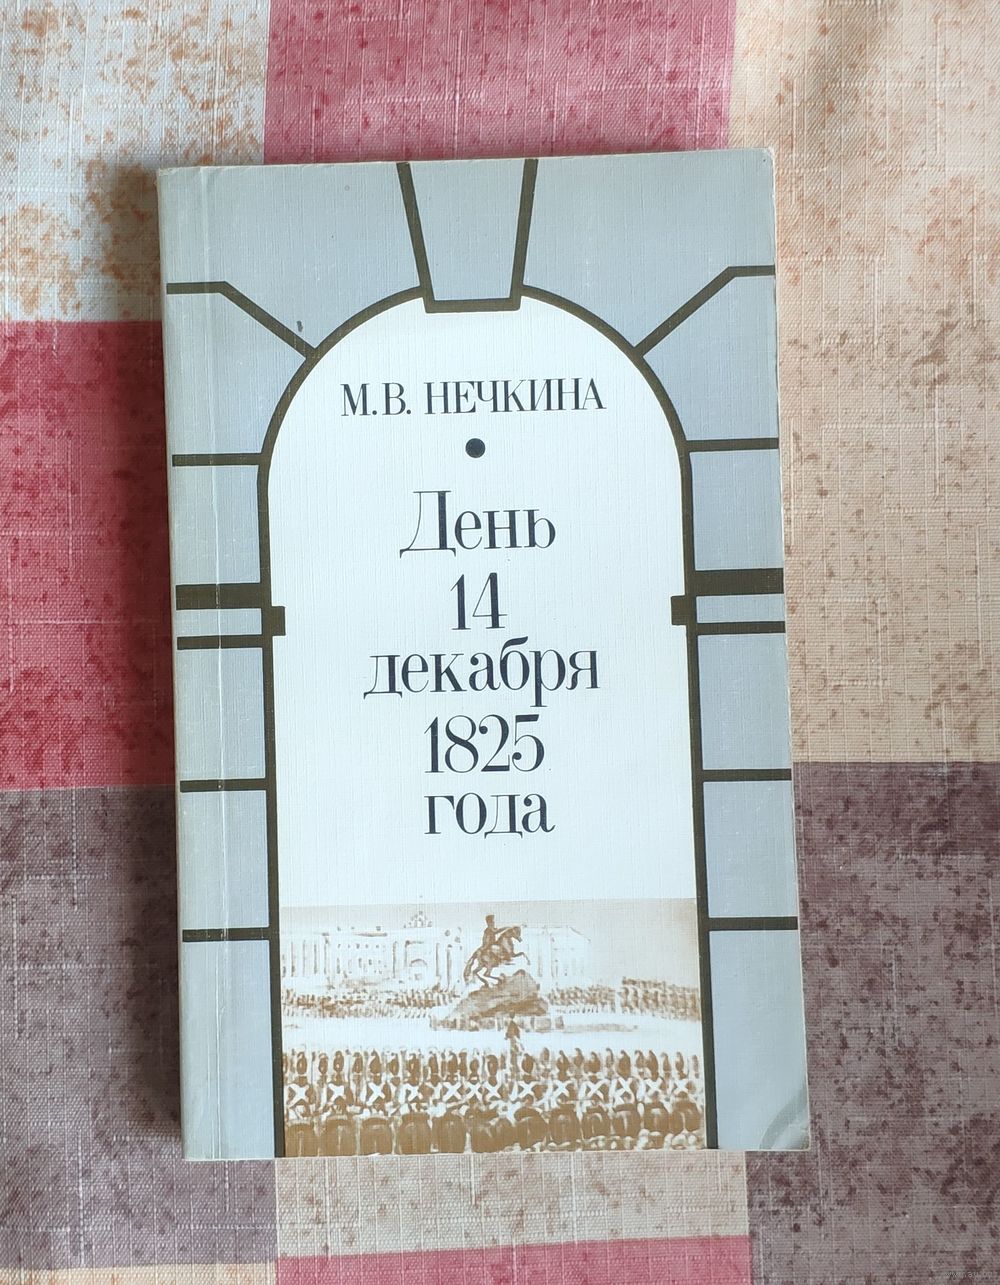 М.В. НЕЧКИНА
День
14
декабря
1825
года